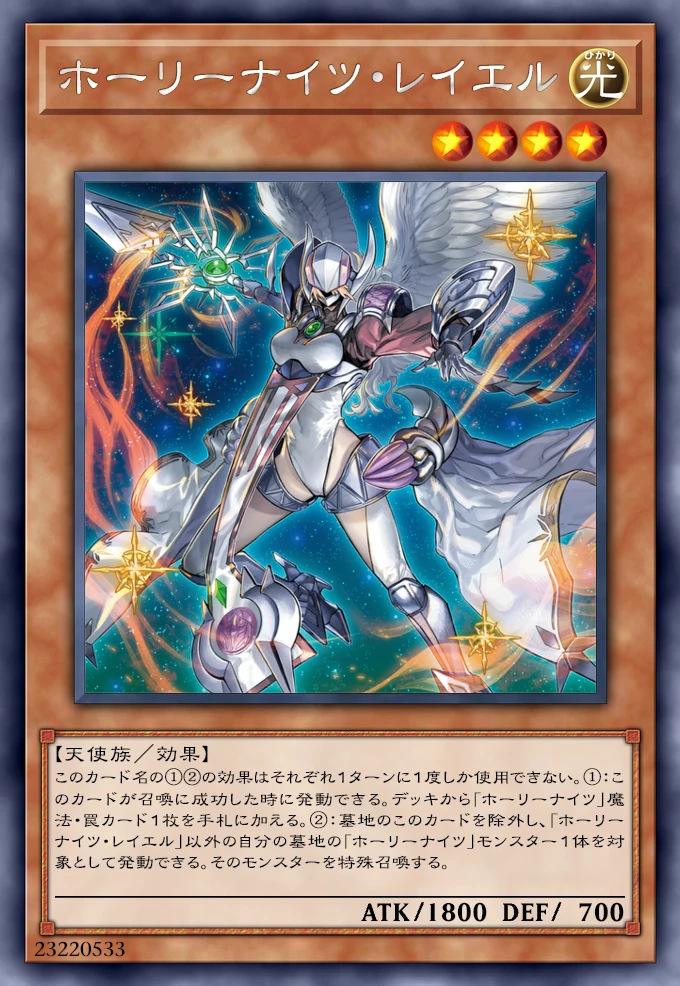 ホーリーナイツ・レイエル
ひかり
光
【天使族／効果】
このカード名の①②の効果はそれぞれ1ターンに1度しか使用できない。①：こ
のカードが召喚に成功した時に発動できる。デッキから「ホーリーナイツ」魔
法・罠カード1枚を手札に加える。②：墓地のこのカードを除外し、「ホーリー
ナイツ・レイエル」以外の自分の墓地の「ホーリーナイツ」モンスター1体を対
象として発動できる。そのモンスターを特殊召喚する。
ATK/1800 DEF/ 700
23220533